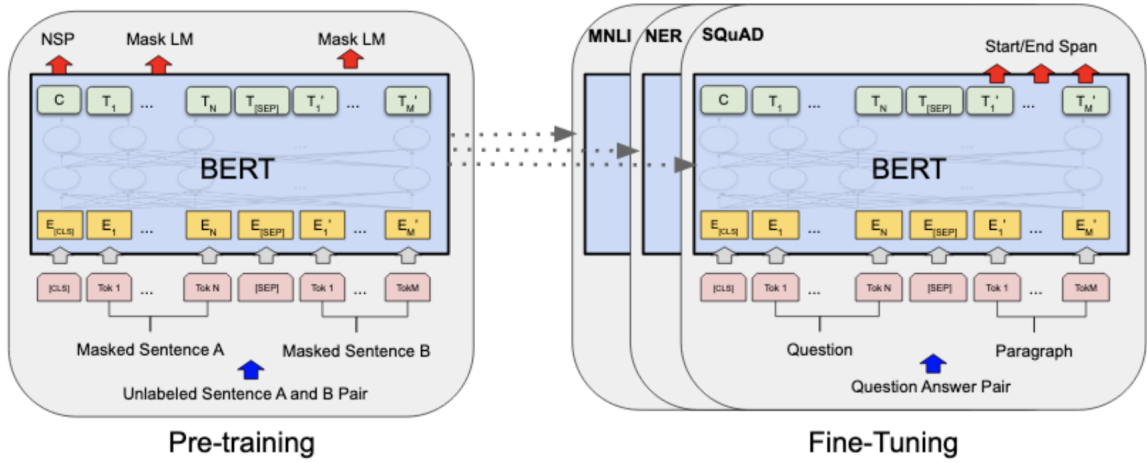 NSP Mask LM Mask LM
C T1 ... TN T[SEP] T1' ... TM'
...
BERT
...
E[CLS] E1 ... EN E[SEP] E1' ... EM'
[CLS] Tok 1 ... Tok N [SEP] Tok 1 ... TokM
Masked Sentence A Masked Sentence B
Unlabeled Sentence A and B Pair
Pre-training
MNLI NER SQuAD
Start/End Span
C T1 ... TN T[SEP] T1' ... TM'
...
BERT
...
E[CLS] E1 ... EN E[SEP] E1' ... EM'
[CLS] Tok 1 ... Tok N [SEP] Tok 1 ... TokM
Question Paragraph
Question Answer Pair
Fine-Tuning